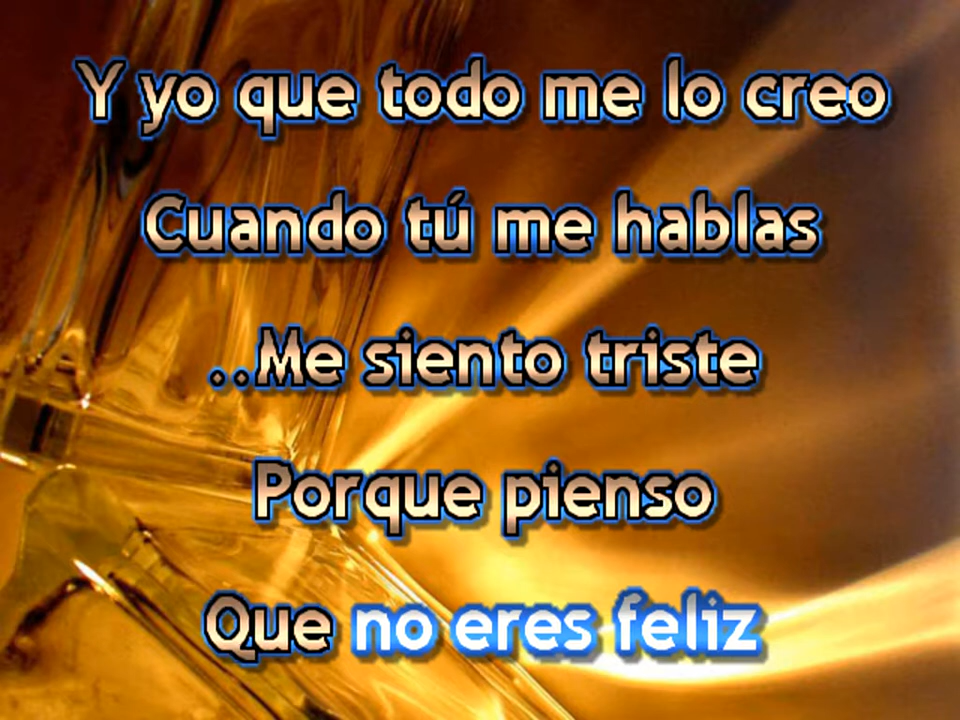 Y yo que todo me lo creo
Cuando tú me hablas
..Me siento triste
Porque pienso
Que no eres feliz